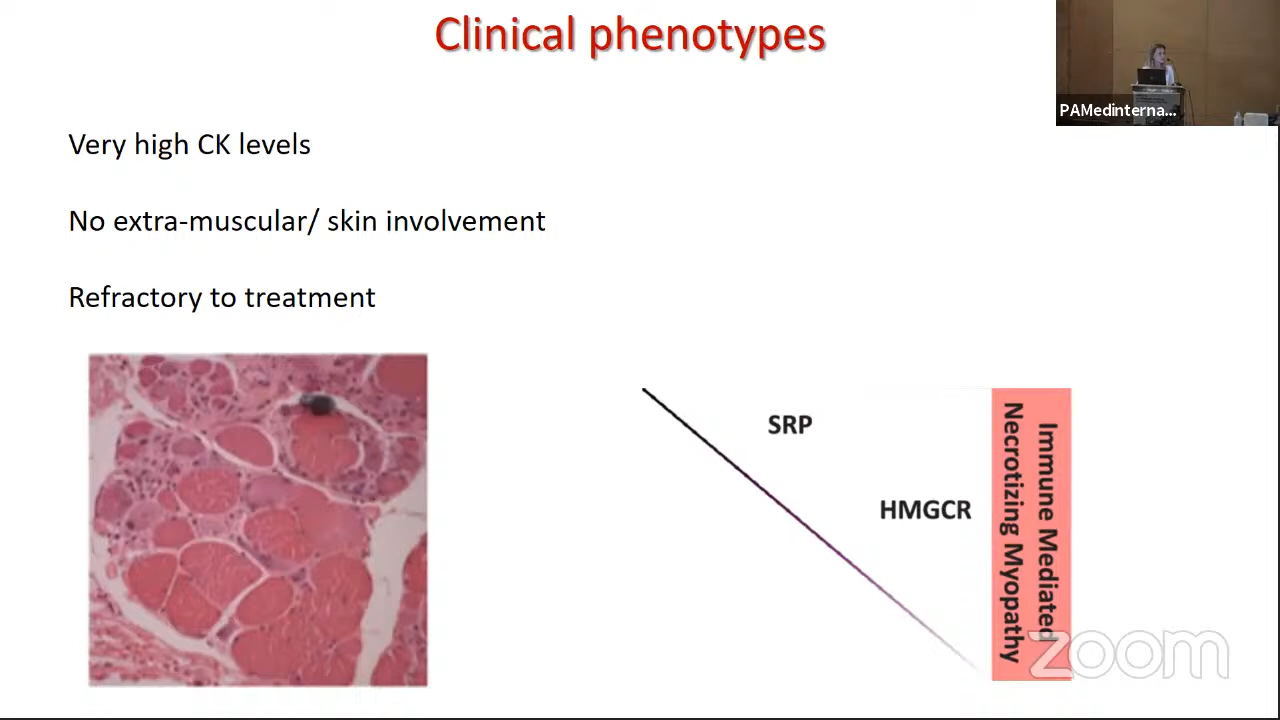 Clinical phenotypes
PAMedinterna...
Very high CK levels
No extra-muscular/ skin involvement
Refractory to treatment
SRP
HMGCR
Immune Mediated
Necrotizing Myopathy
zoom